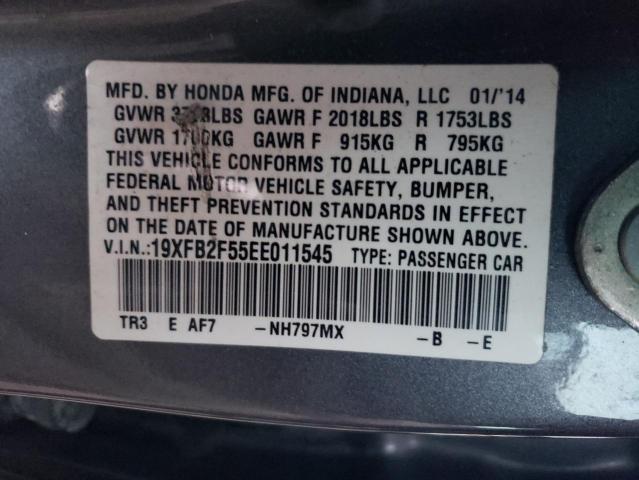 MFD. BY HONDA MFG. OF INDIANA, LLC 01/'14
GVWR GAWR F 2018LBS R 1753LBS
GVWR GAWR F 915KG R 795KG
THIS VEHICLE CONFORMS TO ALL APPLICABLE
FEDERAL MOTOR VEHICLE SAFETY, BUMPER,
AND THEFT PREVENTION STANDARDS IN EFFECT
ON THE DATE OF MANUFACTURE SHOWN ABOVE.
V.I.N.:19XFB2F55EE011545 TYPE: PASSENGER CAR
TR3 E AF7 -NH797MX -B -E